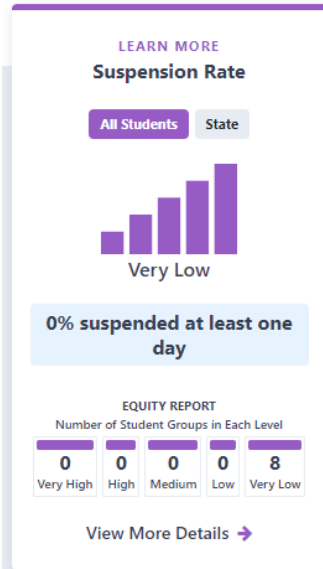 LEARN MORE
Suspension Rate
All Students State
Very Low
0% suspended at least one
day
EQUITY REPORT
Number of Student Groups in Each Level
0 0 0 0 8
Very High High Medium Low Very Low
View More Details